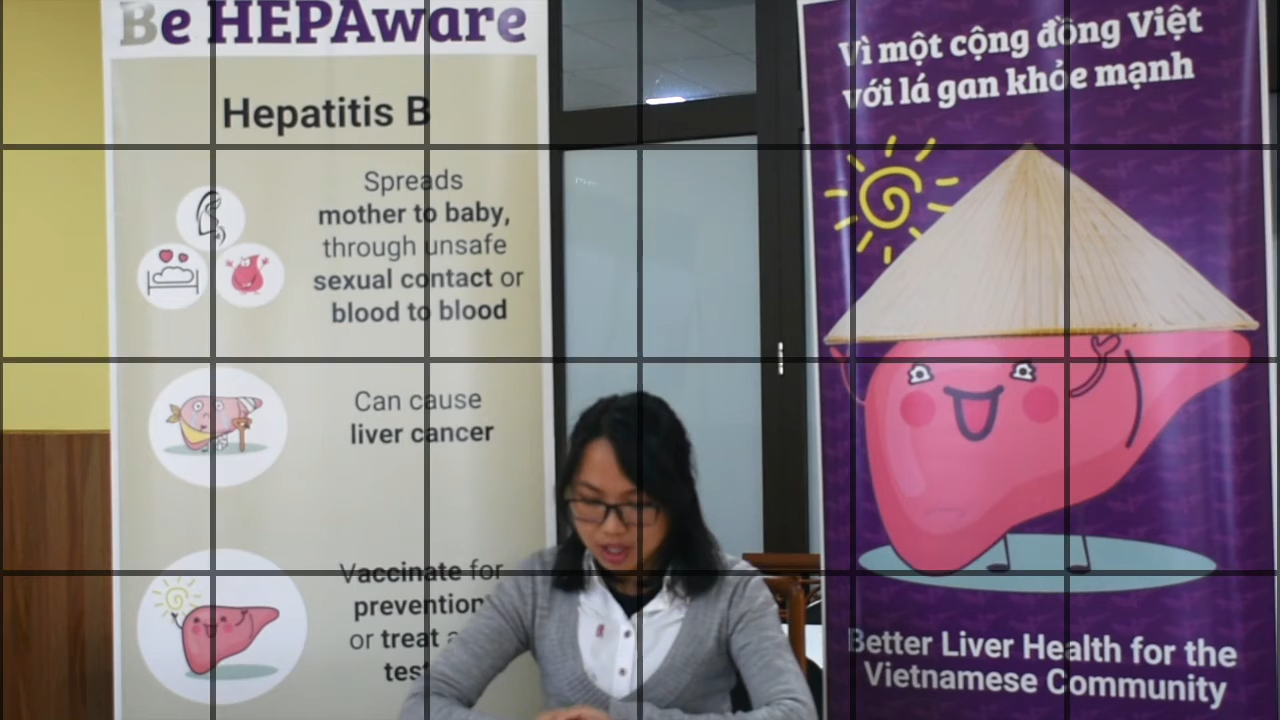 Be HEPAware
Hepatitis B
Spreads
mother to baby,
through unsafe
sexual contact or
blood to blood
Can cause
liver cancer
Vaccinate for
prevention
or treat
Vì một cộng đồng Việt
với lá gan khỏe mạnh
Better Liver Health for the
Vietnamese Community